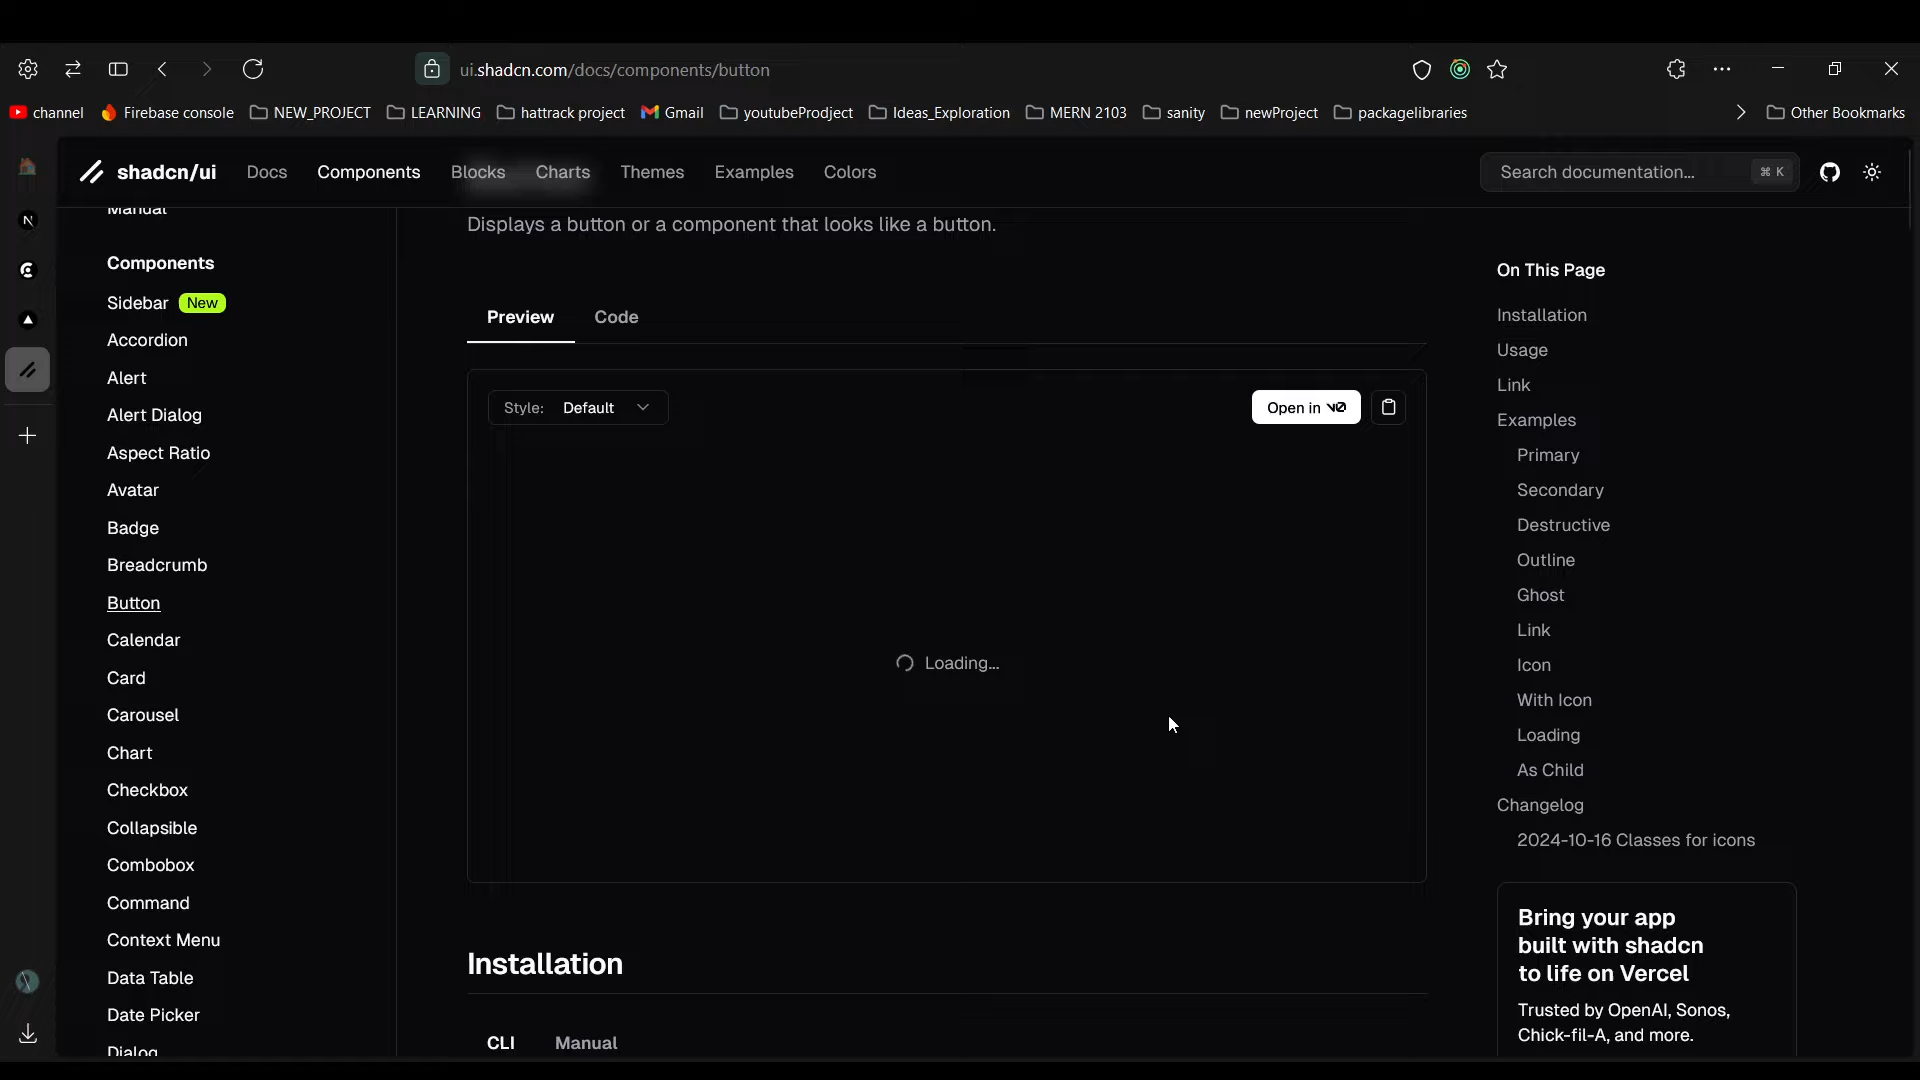 ui.shadcn.com/docs/components/button
channel
Firebase console
NEW_PROJECT
LEARNING
hattrack project
Gmail
youtubeProdject
Ideas_Exploration
MERN 2103
sanity
newProject
packagelibraries
Other Bookmarks
shadcn/ui
Docs
Components
Blocks
Charts
Themes
Examples
Colors
Search documentation...
⌘ K
Manual
Components
Sidebar New
Accordion
Alert
Alert Dialog
Aspect Ratio
Avatar
Badge
Breadcrumb
Button
Calendar
Card
Carousel
Chart
Checkbox
Collapsible
Combobox
Command
Context Menu
Data Table
Date Picker
Dialog
Displays a button or a component that looks like a button.
Preview
Code
Style: Default
Open in v0
Loading...
Installation
CLI
Manual
On This Page
Installation
Usage
Link
Examples
Primary
Secondary
Destructive
Outline
Ghost
Link
Icon
With Icon
Loading
As Child
Changelog
2024-10-16 Classes for icons
Bring your app
built with shadcn
to life on Vercel
Trusted by OpenAI, Sonos,
Chick-fil-A, and more.